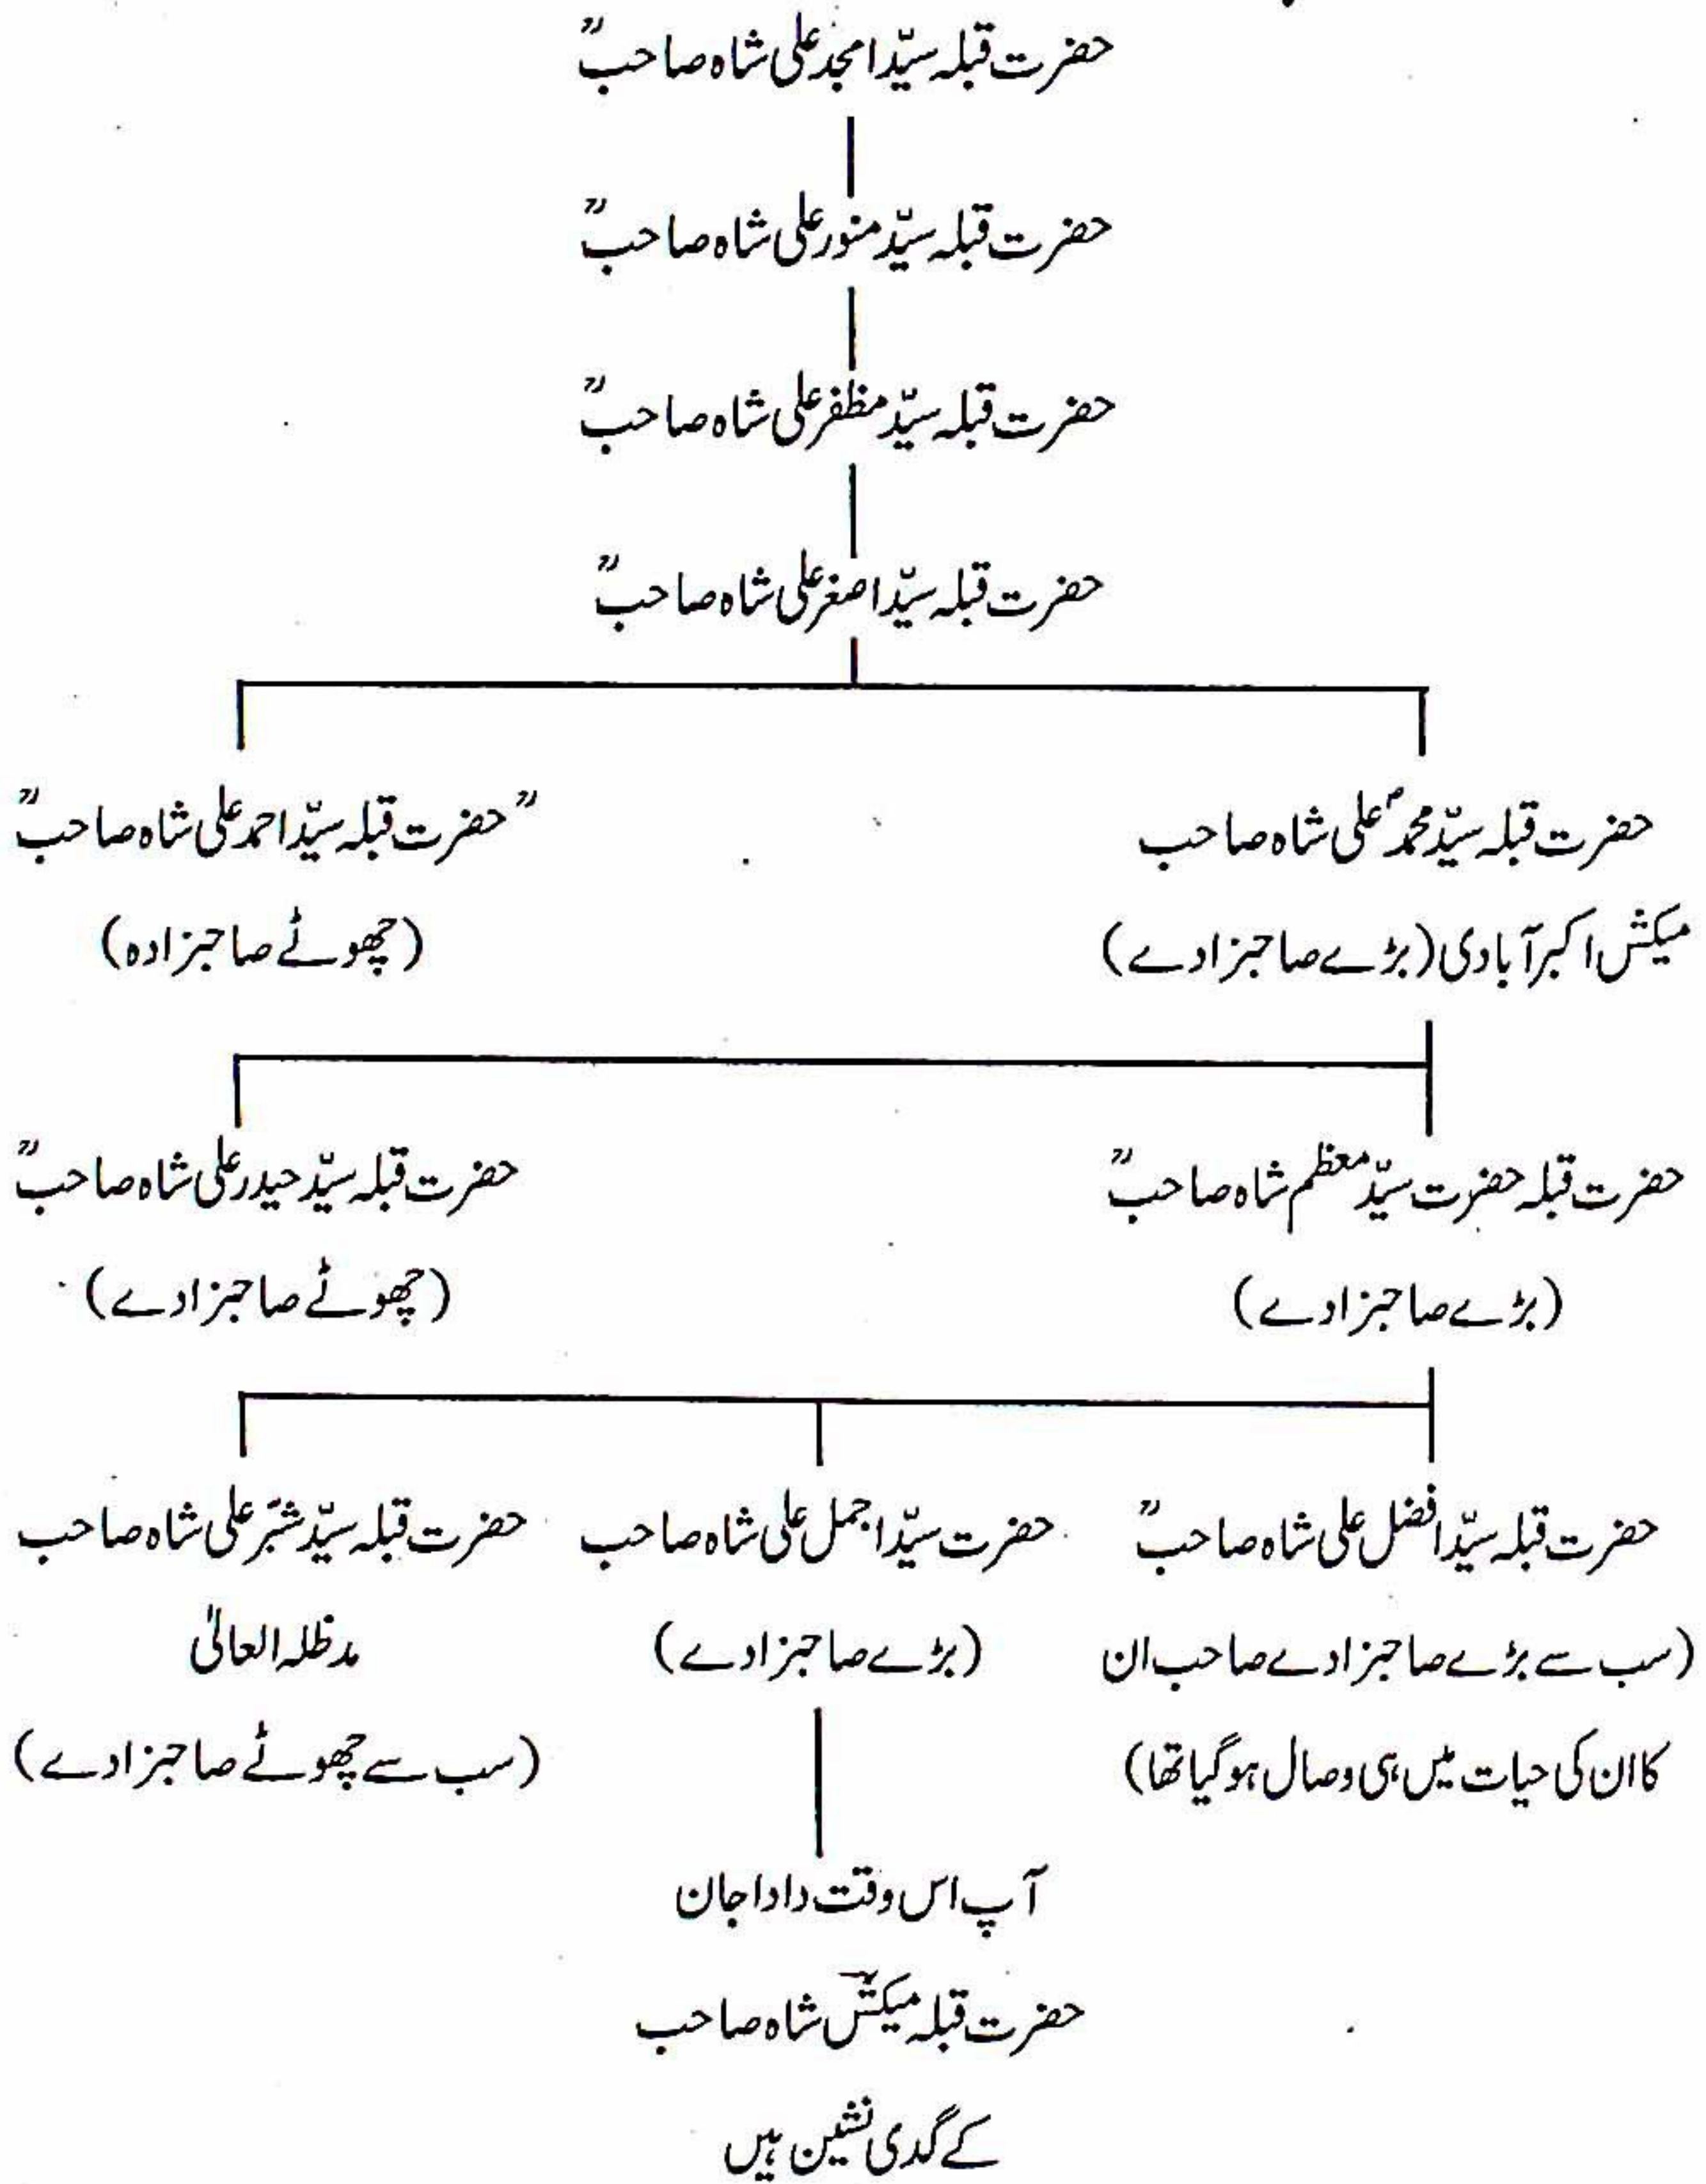 حضرت قبلہ سیّد امجد علی شاہ صاحبؒ
حضرت قبلہ سیّد منور علی شاہ صاحبؒ
حضرت قبلہ سیّد مظفر علی شاہ صاحبؒ
حضرت قبلہ سیّد اصغر علی شاہ صاحبؒ
حضرت قبلہ سیّد محمدؐ علی شاہ صاحب
میکش اکبر آبادی (بڑے صاحبزادے)
”حضرت قبلہ سیّد احمد علی شاہ صاحبؒ
(چھوٹے صاحبزادہ)
حضرت قبلہ حضرت سیّد معظم شاہ صاحبؒ
(بڑے صاحبزادے)
حضرت قبلہ سیّد حیدر علی شاہ صاحبؒ
(چھوٹے صاحبزادے)
حضرت قبلہ سیّد افضل علی شاہ صاحبؒ
(سب سے بڑے صاحبزادے صاحب ان
کا ان کی حیات میں ہی وصال ہو گیا تھا)
حضرت سیّد اجمل علی شاہ صاحب
(بڑے صاحبزادے)
آپ اس وقت دادا جان
حضرت قبلہ میکش شاہ صاحب
کے گدی نشین ہیں
حضرت قبلہ سیّد شبّر علی شاہ صاحب
مدظلہ العالیٰ
(سب سے چھوٹے صاحبزادے)